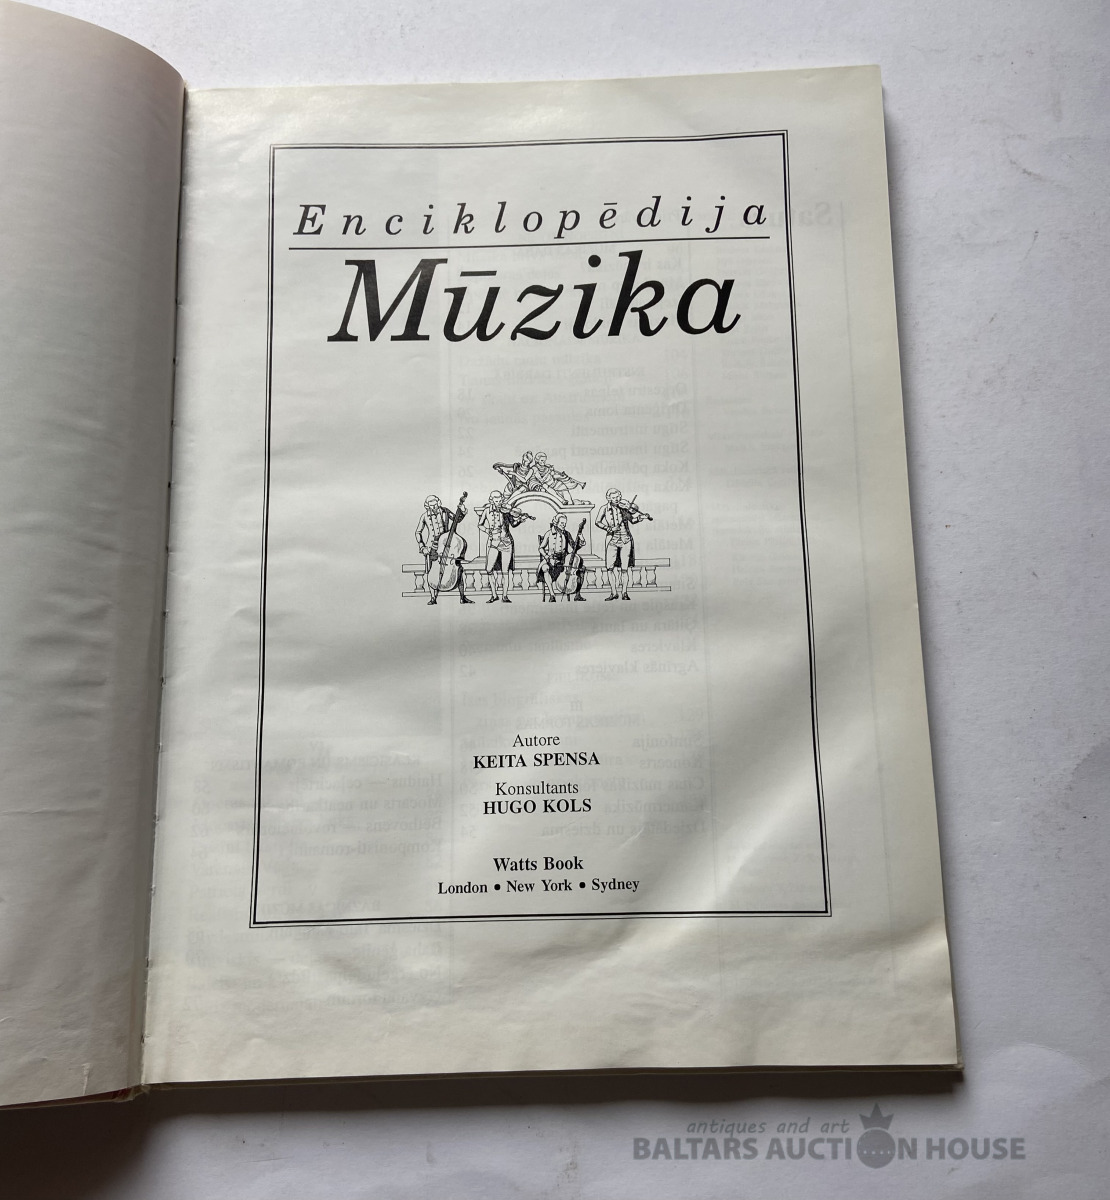 Enciklopēdija
Mūzika
Autore
KEITA SPENSA
Konsultants
HUGO KOLS
Watts Book
London • New York • Sydney
antiques and art
BALTARS AUCTION HOUSE